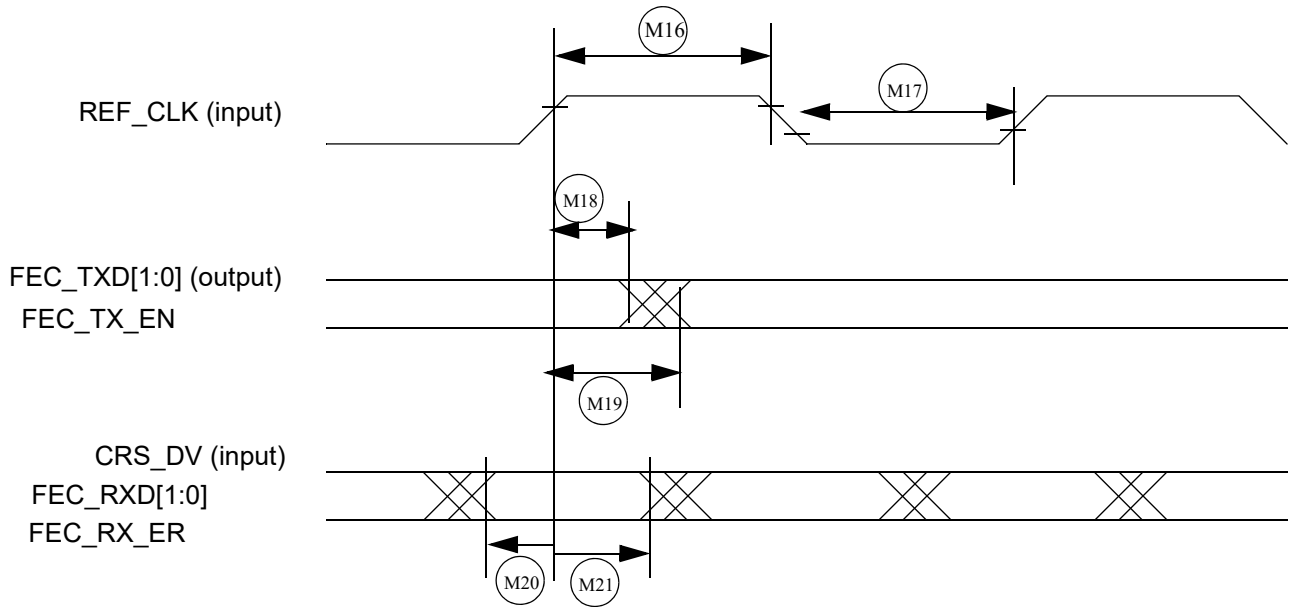 M16
REF_CLK (input)
M17
M18
FEC_TXD[1:0] (output)
FEC_TX_EN
M19
CRS_DV (input)
FEC_RXD[1:0]
FEC_RX_ER
M20
M21